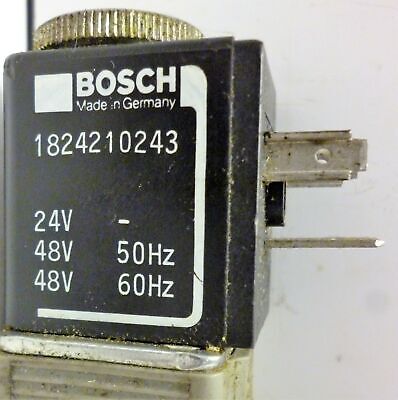 BOSCH
Made in Germany
1824210243
24V -
48V 50Hz
48V 60Hz